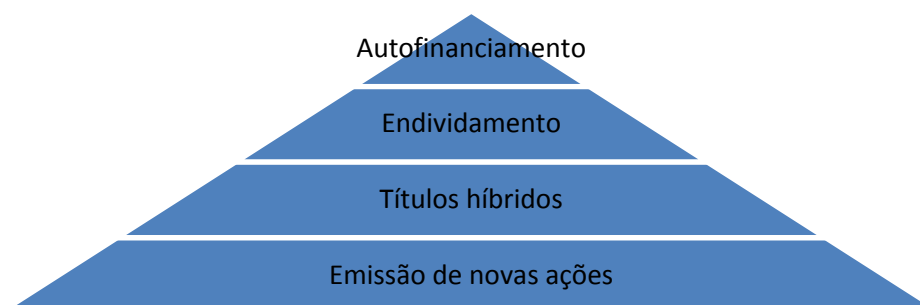 Autofinanciamento
Endividamento
Títulos híbridos
Emissão de novas ações